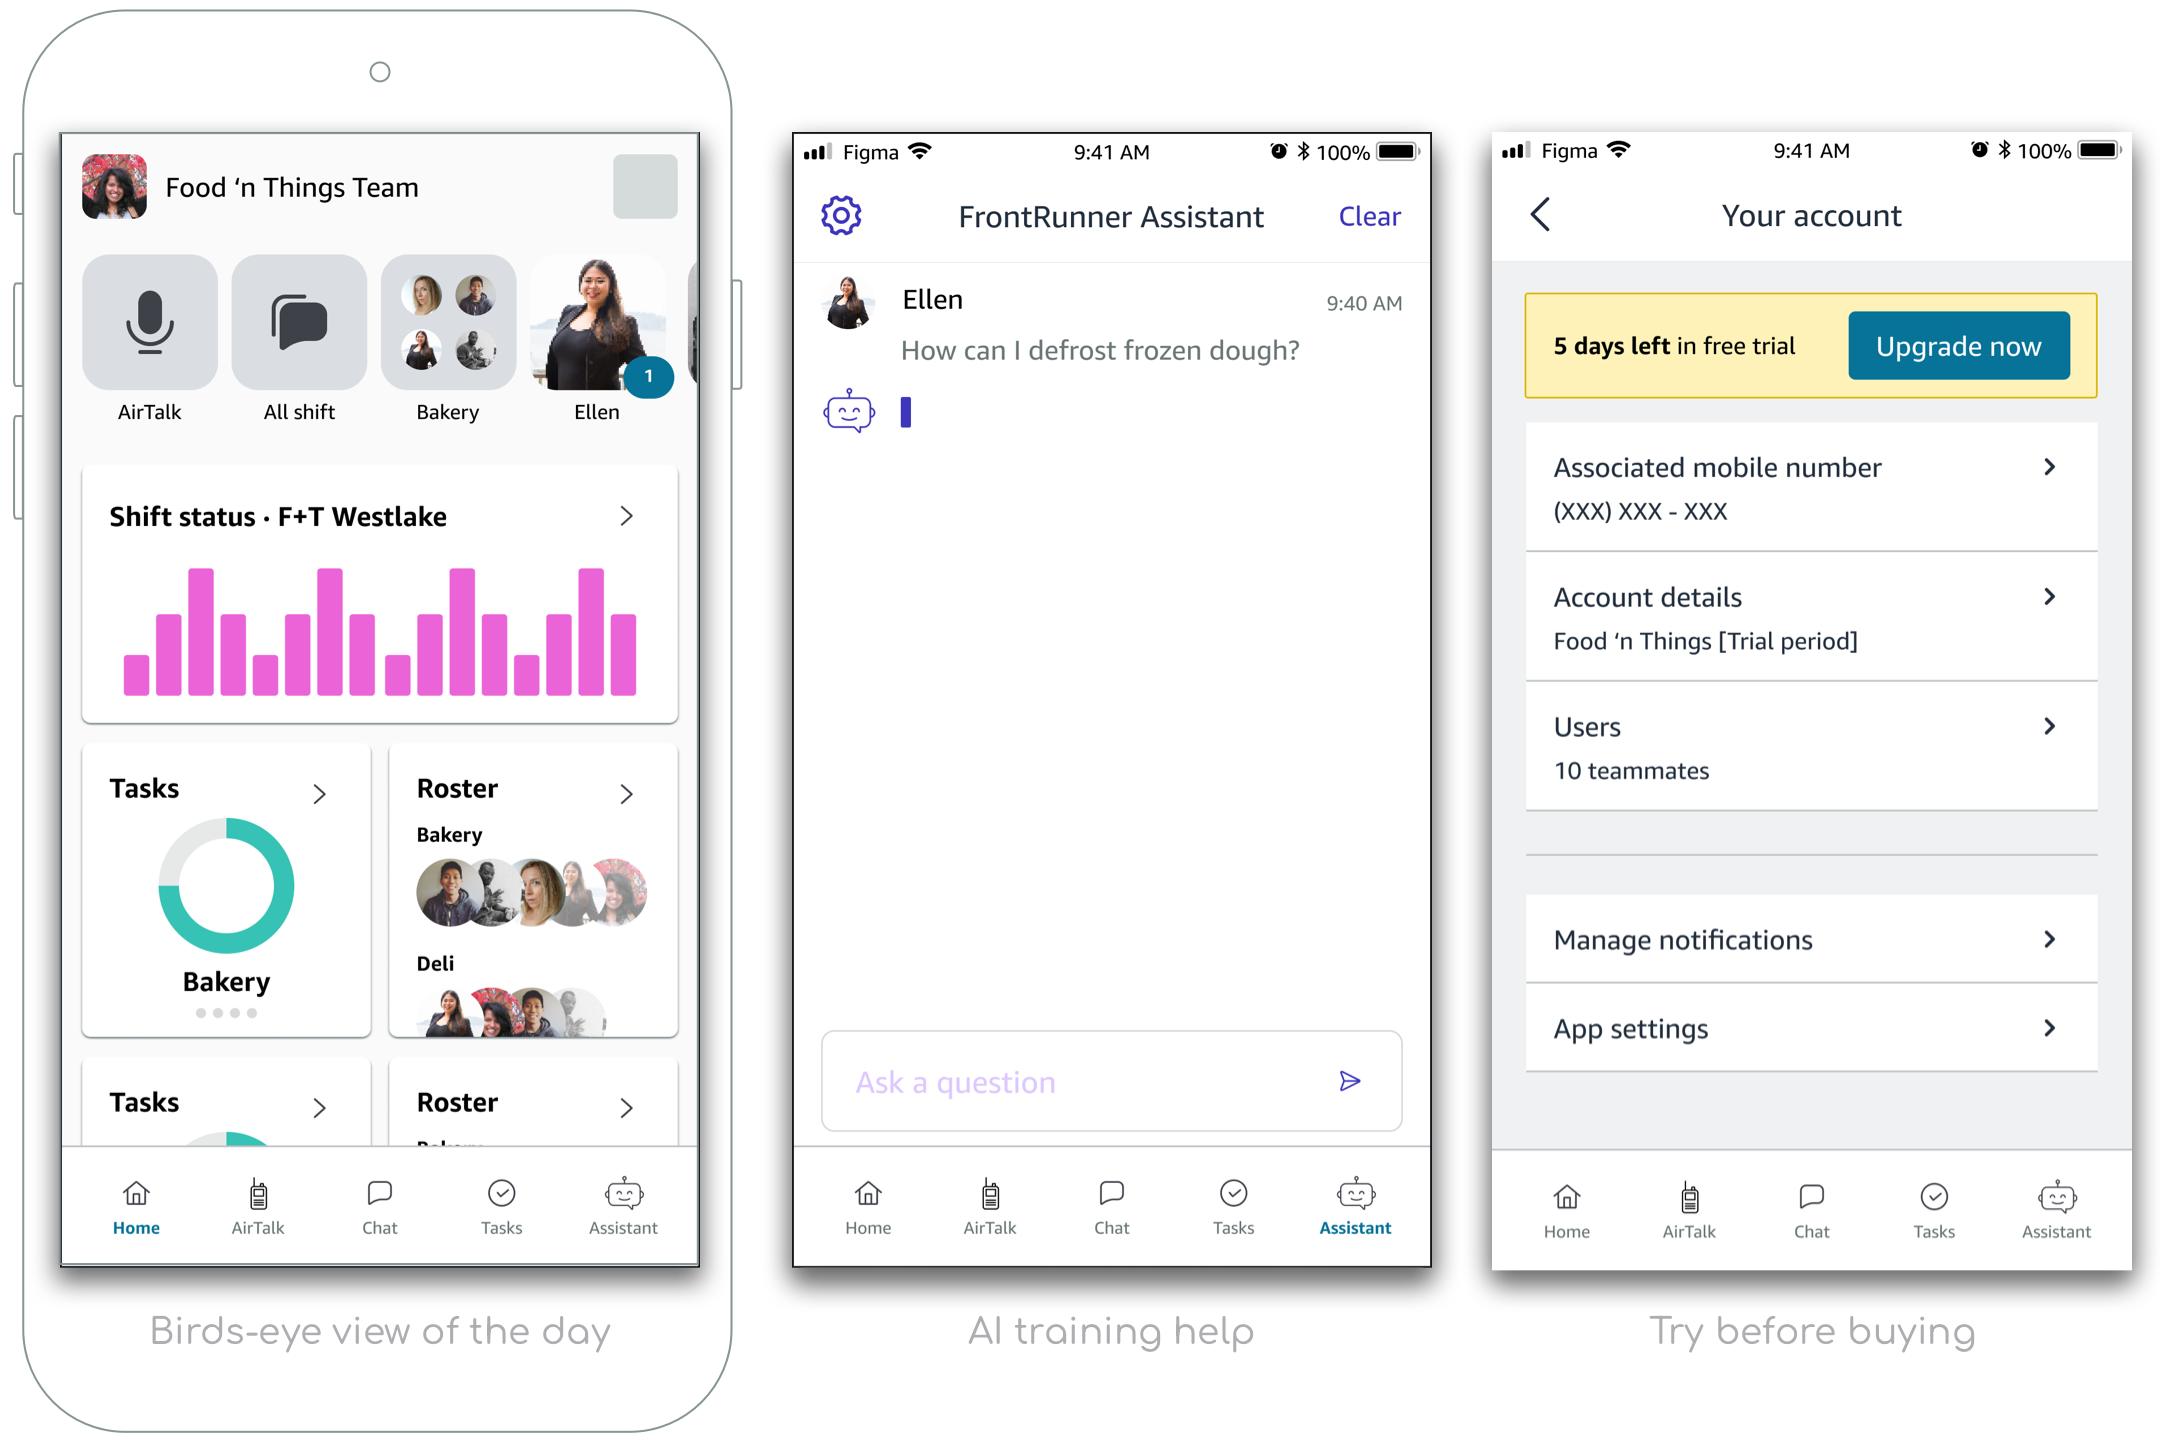 Food ‘n Things Team
1
AirTalk
All shift
Bakery
Ellen
Shift status · F+T Westlake
Tasks
Bakery
Roster
Bakery
Deli
Tasks
Roster
Home
AirTalk
Chat
Tasks
Assistant
Birds-eye view of the day
Figma
9:41 AM
100%
FrontRunner Assistant
Clear
Ellen
9:40 AM
How can I defrost frozen dough?
Ask a question
Home
AirTalk
Chat
Tasks
Assistant
AI training help
Figma
9:41 AM
100%
Your account
5 days left in free trial
Upgrade now
Associated mobile number
(XXX) XXX - XXX
Account details
Food ‘n Things [Trial period]
Users
10 teammates
Manage notifications
App settings
Home
AirTalk
Chat
Tasks
Assistant
Try before buying